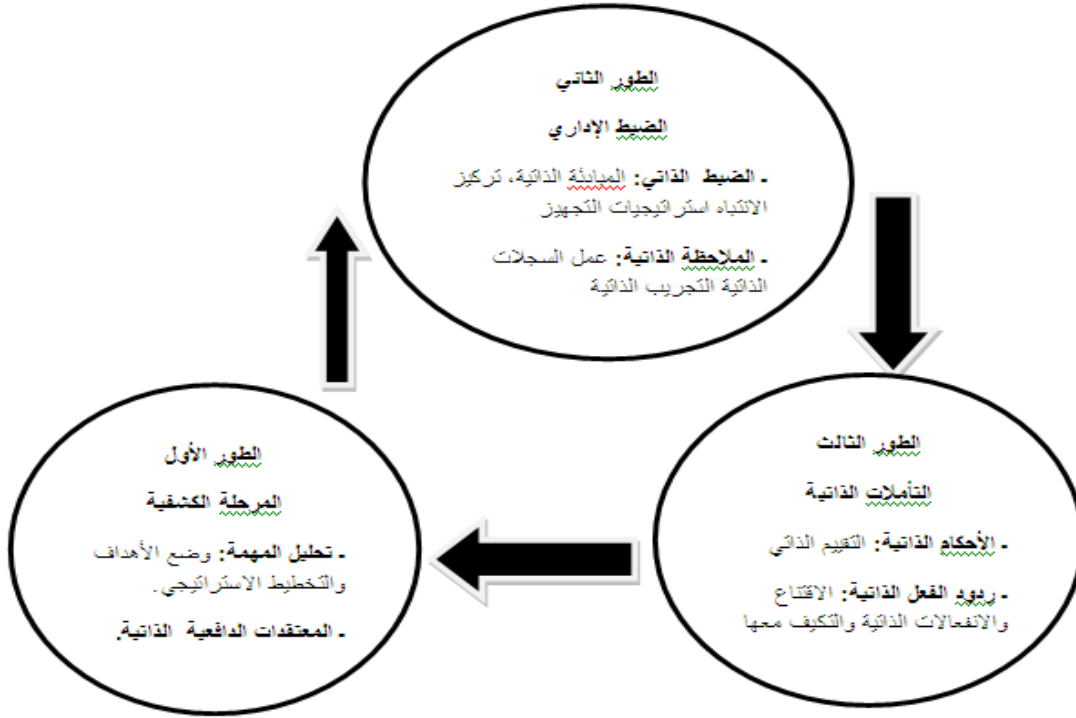 الطور الثاني
الضبط الإداري
ـ الضبط الذاتي: المبادئة الذاتية، تركيز
الانتباه استراتيجيات التجهيز
ـ الملاحظة الذاتية: عمل السجلات
الذاتية التجريب الذاتية
الطور الثالث
التأملات الذاتية
ـ الأحكام الذاتية: التقييم الذاتي
ـ ردود الفعل الذاتية: الاقتناع
والانفعالات الذاتية والتكيف معها
الطور الأول
المرحلة الكشفية
ـ تحليل المهمة: وضع الأهداف
والتخطيط الاستراتيجي.
ـ المعتقدات الدافعية الذاتية.